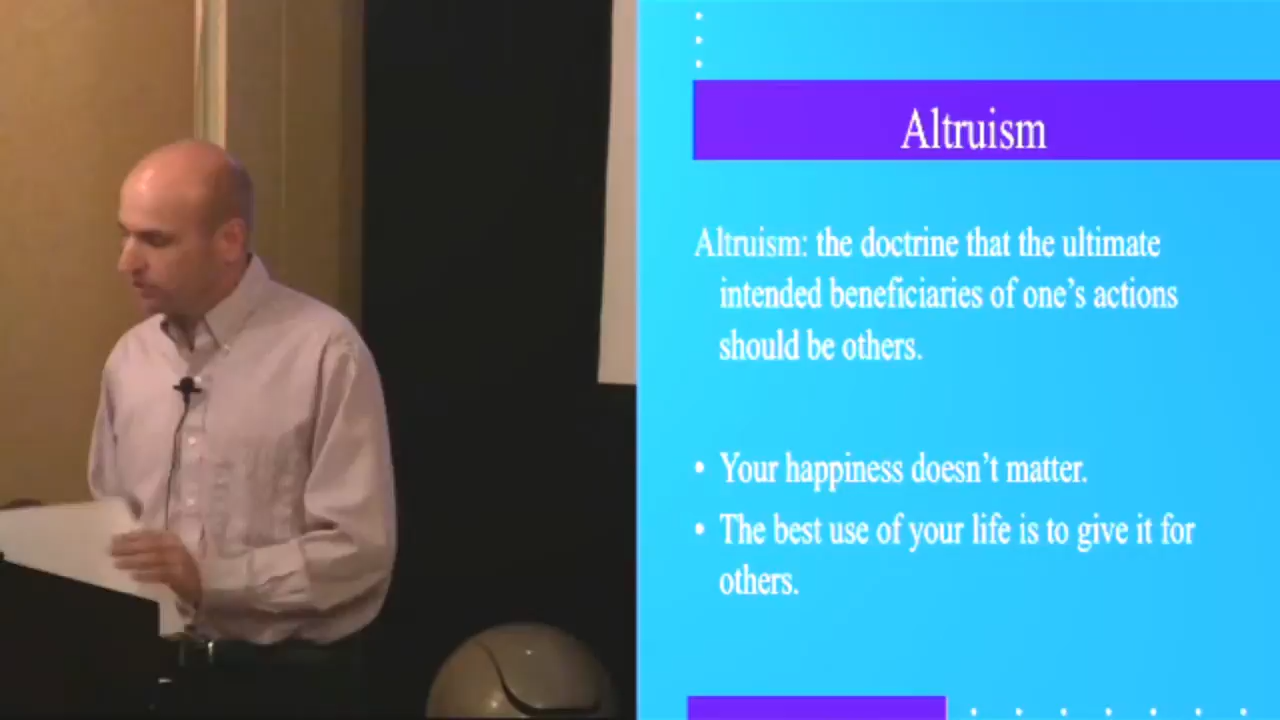 Altruism
Altruism: the doctrine that the ultimate
intended beneficiaries of one’s actions
should be others.
• Your happiness doesn’t matter.
• The best use of your life is to give it for
others.